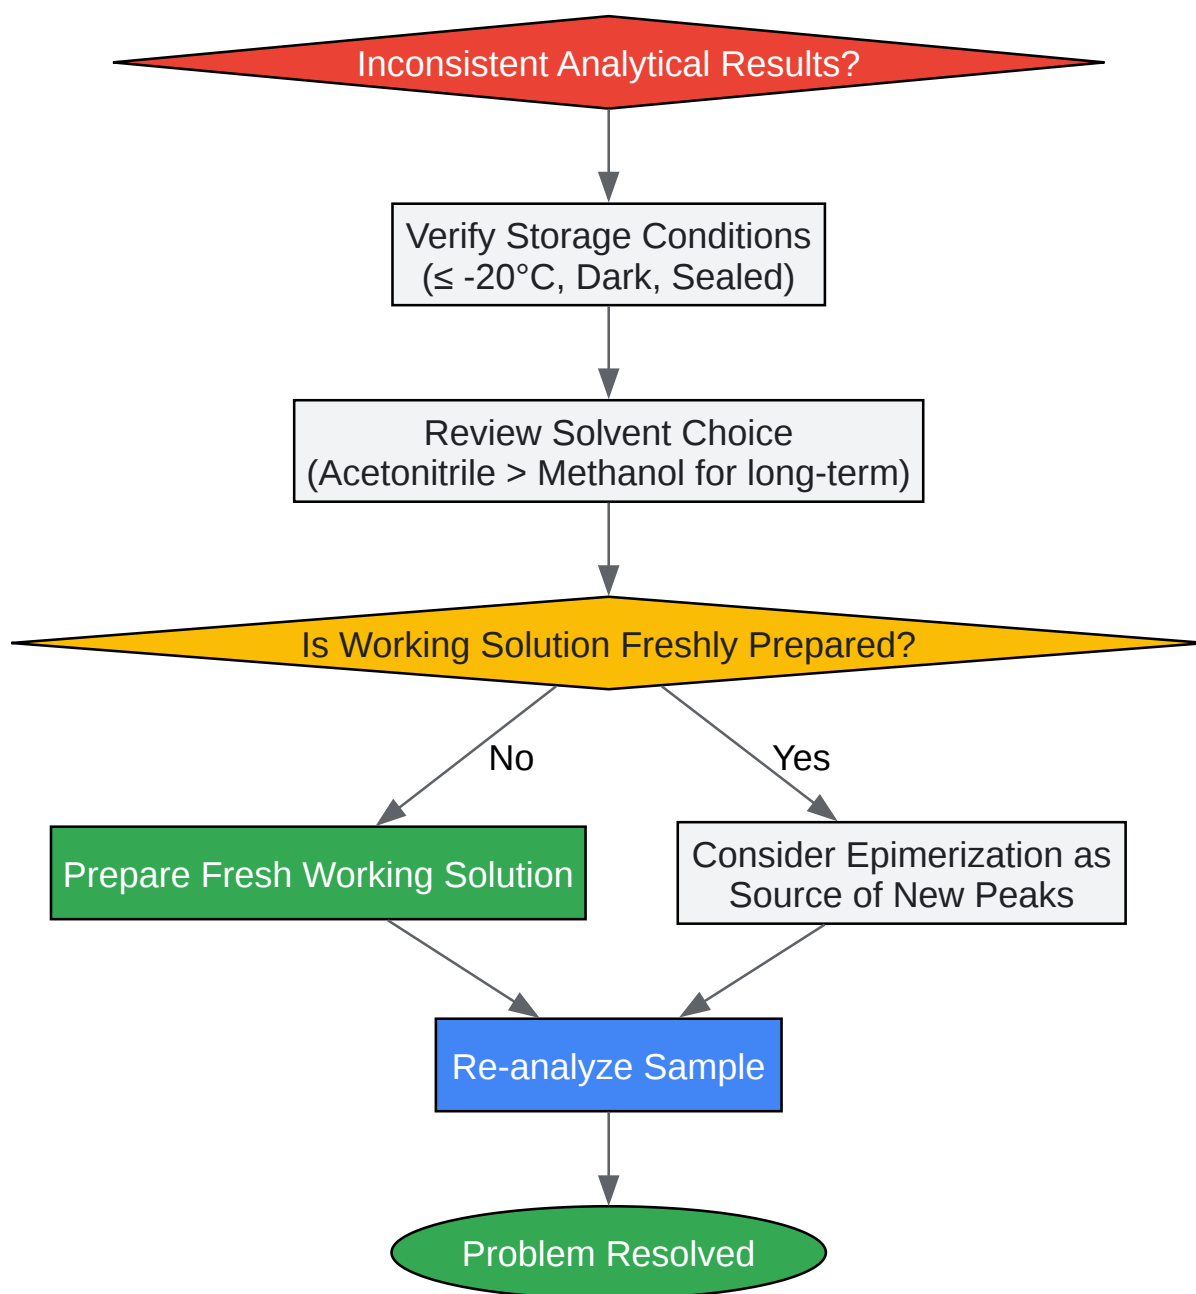 Inconsistent Analytical Results?
Verify Storage Conditions
(≤ -20°C, Dark, Sealed)
Review Solvent Choice
(Acetonitrile > Methanol for long-term)
Is Working Solution Freshly Prepared?
No
Yes
Prepare Fresh Working Solution
Consider Epimerization as
Source of New Peaks
Re-analyze Sample
Problem Resolved